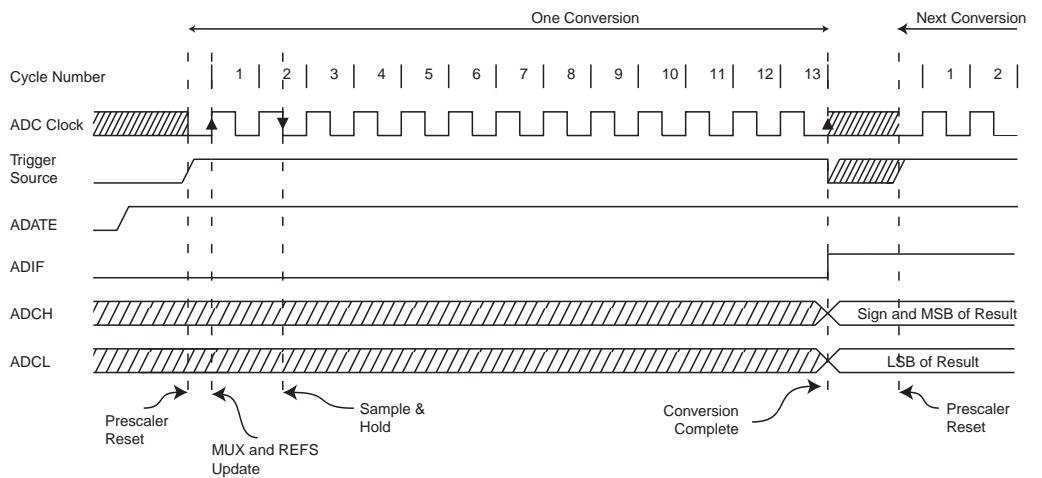 One Conversion
Next Conversion
Cycle Number
1 2 3 4 5 6 7 8 9 10 11 12 13 1 2
ADC Clock
Trigger
Source
ADATE
ADIF
ADCH
Sign and MSB of Result
ADCL
LSB of Result
Prescaler
Reset
MUX and REFS
Update
Sample &
Hold
Conversion
Complete
Prescaler
Reset